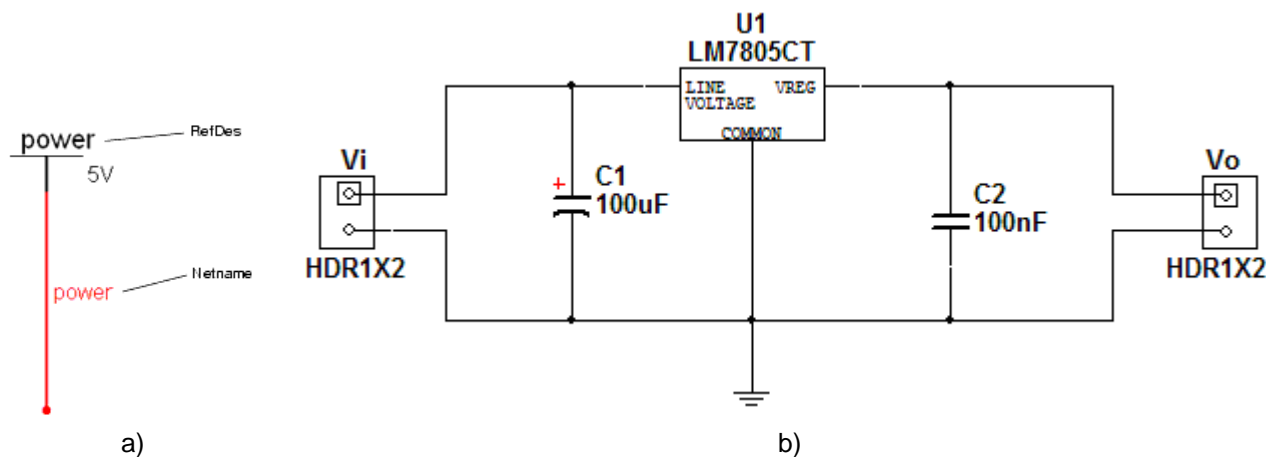 power
RefDes
5V
power
Netname
a)
U1
LM7805CT
LINE VREG
VOLTAGE
COMMON
Vi
HDR1X2
+
C1
100uF
C2
100nF
Vo
HDR1X2
b)